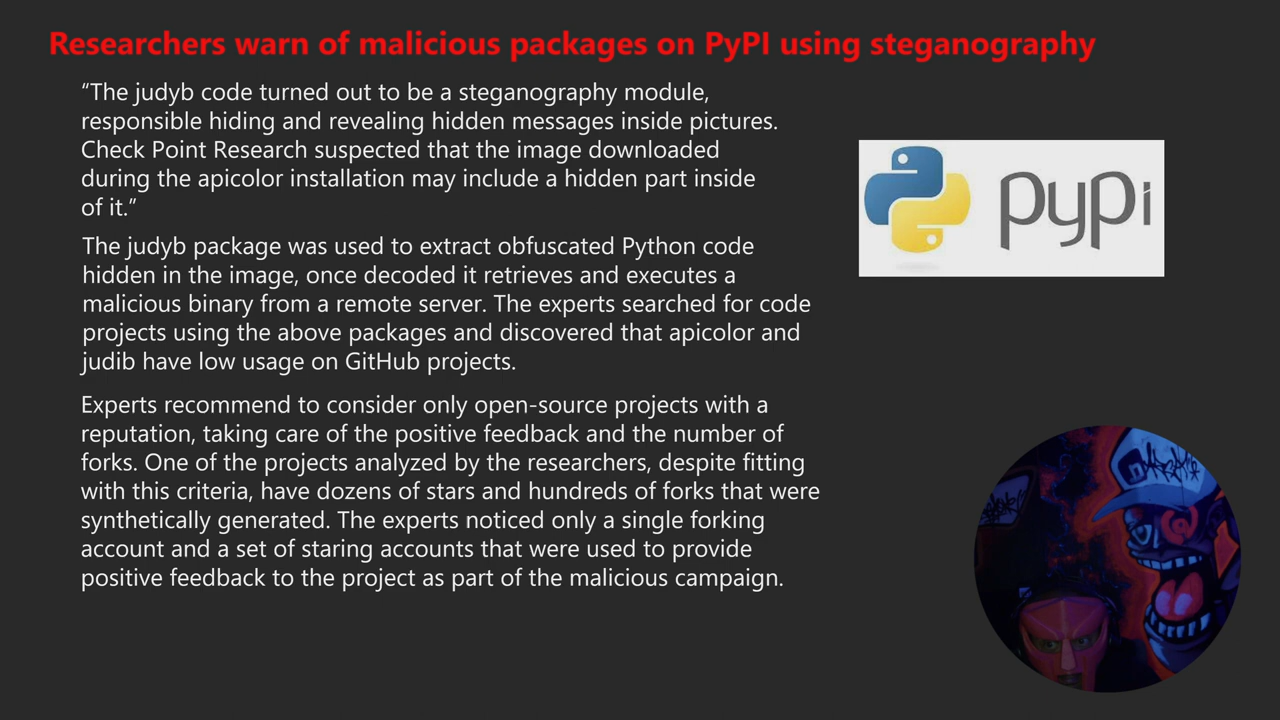 Researchers warn of malicious packages on PyPI using steganography
“The judyb code turned out to be a steganography module,
responsible hiding and revealing hidden messages inside pictures.
Check Point Research suspected that the image downloaded
during the apicolor installation may include a hidden part inside
of it.”
pypi
The judyb package was used to extract obfuscated Python code
hidden in the image, once decoded it retrieves and executes a
malicious binary from a remote server. The experts searched for code
projects using the above packages and discovered that apicolor and
judib have low usage on GitHub projects.
Experts recommend to consider only open-source projects with a
reputation, taking care of the positive feedback and the number of
forks. One of the projects analyzed by the researchers, despite fitting
with this criteria, have dozens of stars and hundreds of forks that were
synthetically generated. The experts noticed only a single forking
account and a set of staring accounts that were used to provide
positive feedback to the project as part of the malicious campaign.